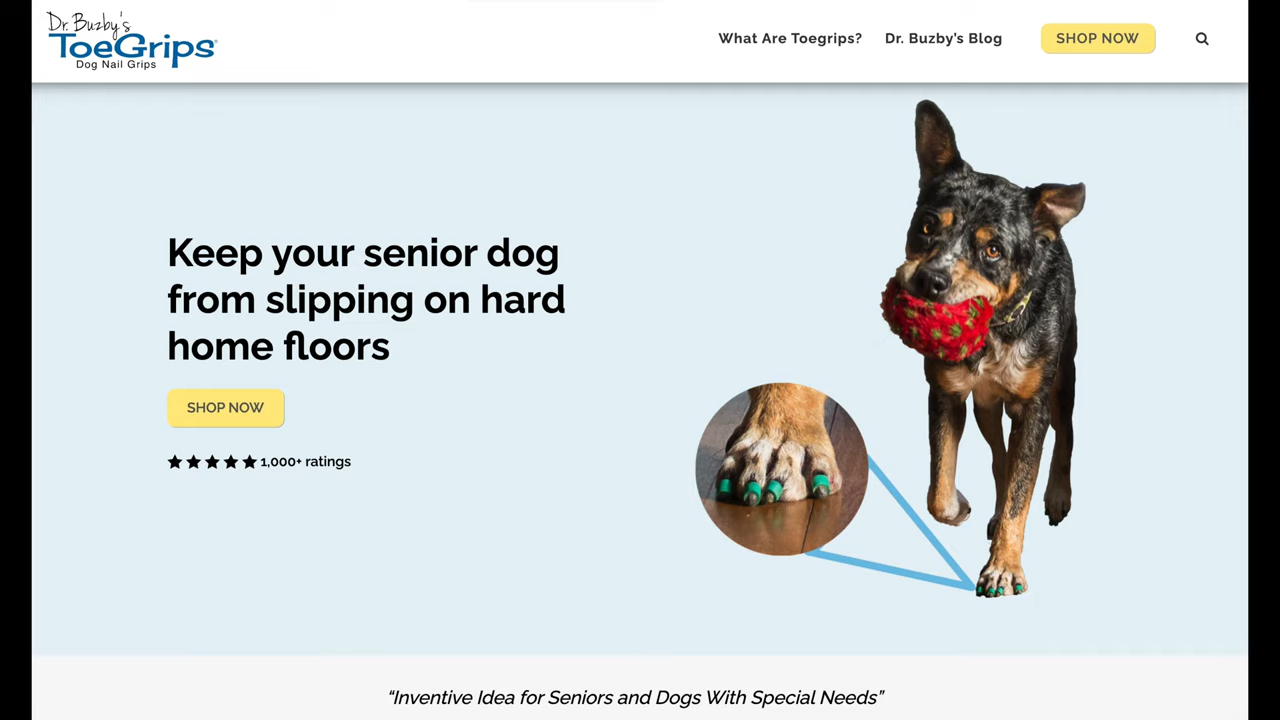 Dr. Buzby's
ToeGrips®
Dog Nail Grips
What Are Toegrips?
Dr. Buzby's Blog
SHOP NOW
Keep your senior dog
from slipping on hard
home floors
SHOP NOW
1,000+ ratings
“Inventive Idea for Seniors and Dogs With Special Needs”